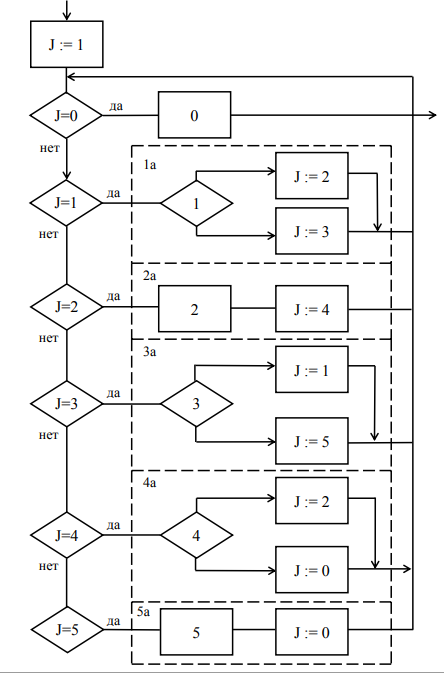 J := 1
J=0
да
0
нет
1а
J=1
да
1
J := 2
J := 3
нет
2а
J=2
да
2
J := 4
нет
3а
J=3
да
3
J := 1
J := 5
нет
4а
J=4
да
4
J := 2
J := 0
нет
5а
J=5
да
5
J := 0